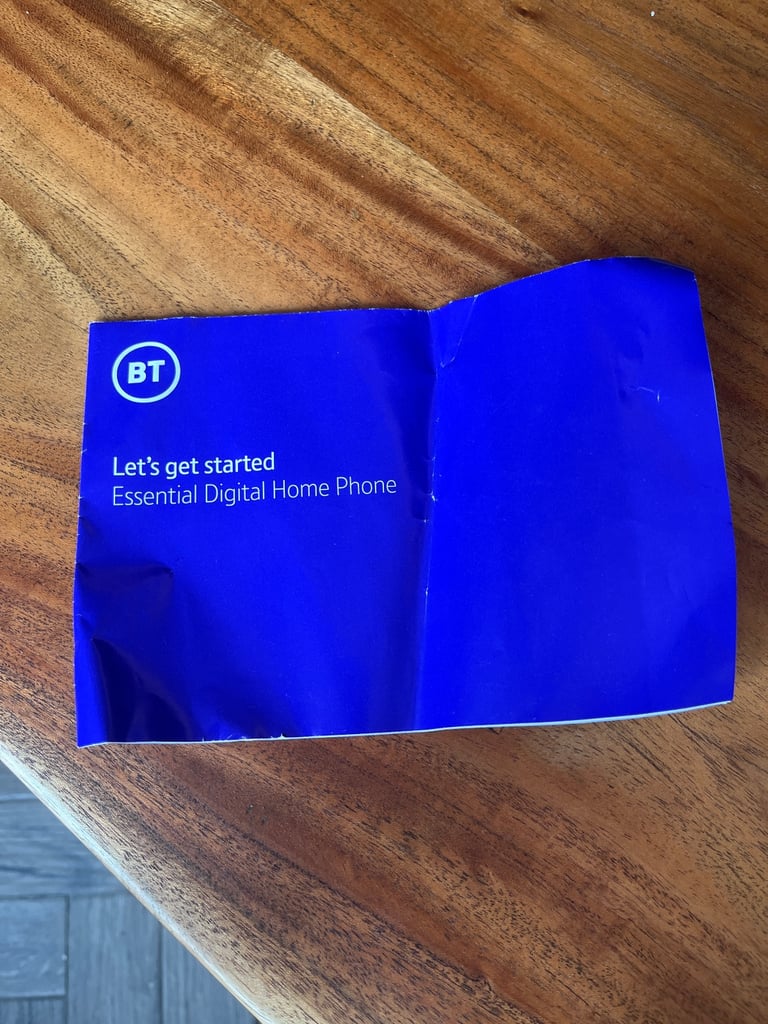 BT
Let's get started
Essential Digital Home Phone